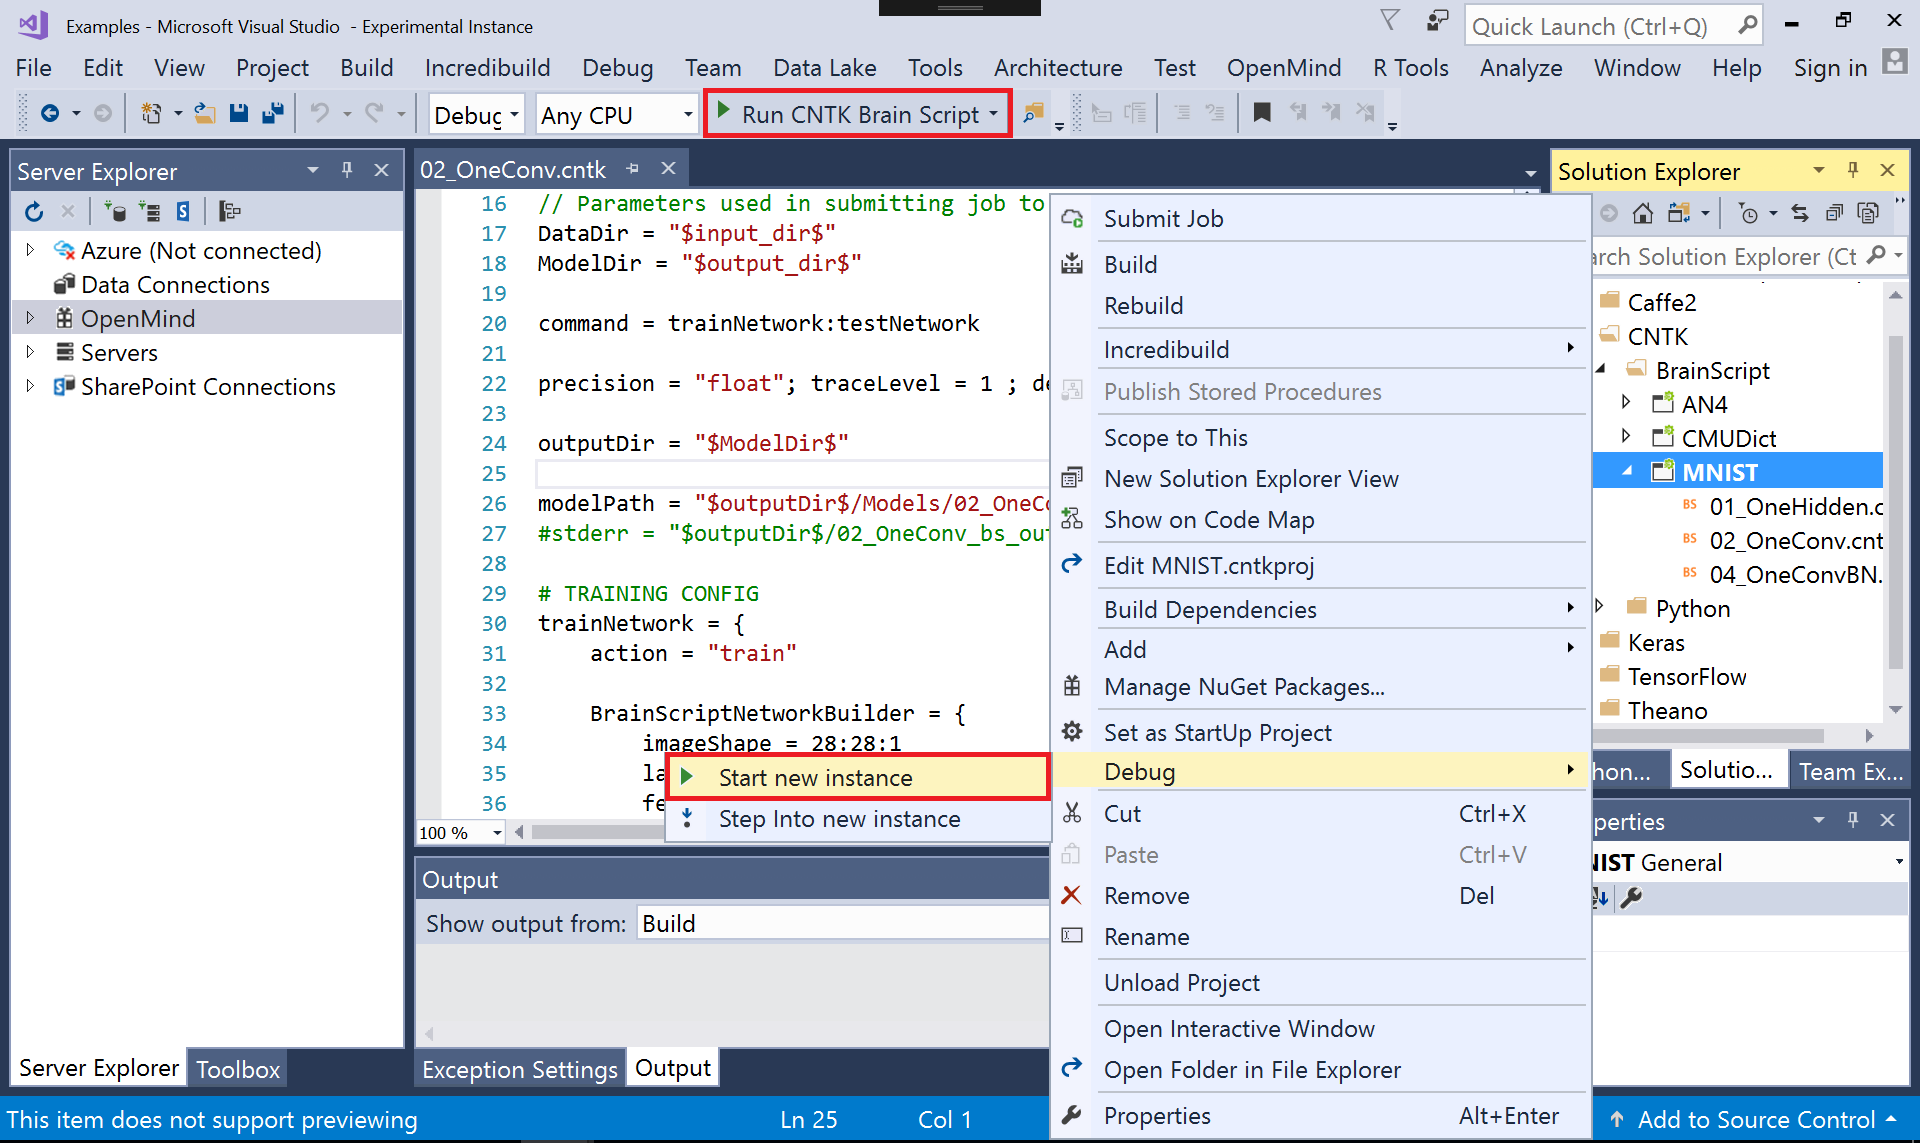 Examples - Microsoft Visual Studio - Experimental Instance
Quick Launch (Ctrl+Q)
File Edit View Project Build Incredibuild Debug Team Data Lake Tools Architecture Test OpenMind R Tools Analyze Window Help Sign in
Debug Any CPU Run CNTK Brain Script
Server Explorer
Azure (Not connected)
Data Connections
OpenMind
Servers
SharePoint Connections
Server Explorer Toolbox
02_OneConv.cntk
16 // Parameters used in submitting job to
17 DataDir = "$input_dir$"
18 ModelDir = "$output_dir$"
19
20 command = trainNetwork:testNetwork
21
22 precision = "float"; traceLevel = 1 ; de
23
24 outputDir = "$ModelDir$"
25
26 modelPath = "$outputDir$/Models/02_OneCo
27 #stderr = "$outputDir$/02_OneConv_bs_out
28
29 # TRAINING CONFIG
30 trainNetwork = {
31 action = "train"
32
33 BrainScriptNetworkBuilder = {
34 imageShape = 28:28:1
35 la
36 fe
100 %
Start new instance
Step Into new instance
Output
Show output from: Build
Exception Settings Output
Submit Job
Build
Rebuild
Incredibuild
Publish Stored Procedures
Scope to This
New Solution Explorer View
Show on Code Map
Edit MNIST.cntkproj
Build Dependencies
Add
Manage NuGet Packages...
Set as StartUp Project
Debug
Cut Ctrl+X
Paste Ctrl+V
Remove Del
Rename
Unload Project
Open Interactive Window
Open Folder in File Explorer
Properties Alt+Enter
Solution Explorer
arch Solution Explorer (Ct
Caffe2
CNTK
BrainScript
AN4
CMUDict
MNIST
BS 01_OneHidden.c
BS 02_OneConv.cnt
BS 04_OneConvBN.
Python
Keras
TensorFlow
Theano
hon... Solutio... Team Ex...
perties
NIST General
This item does not support previewing Ln 25 Col 1 Add to Source Control